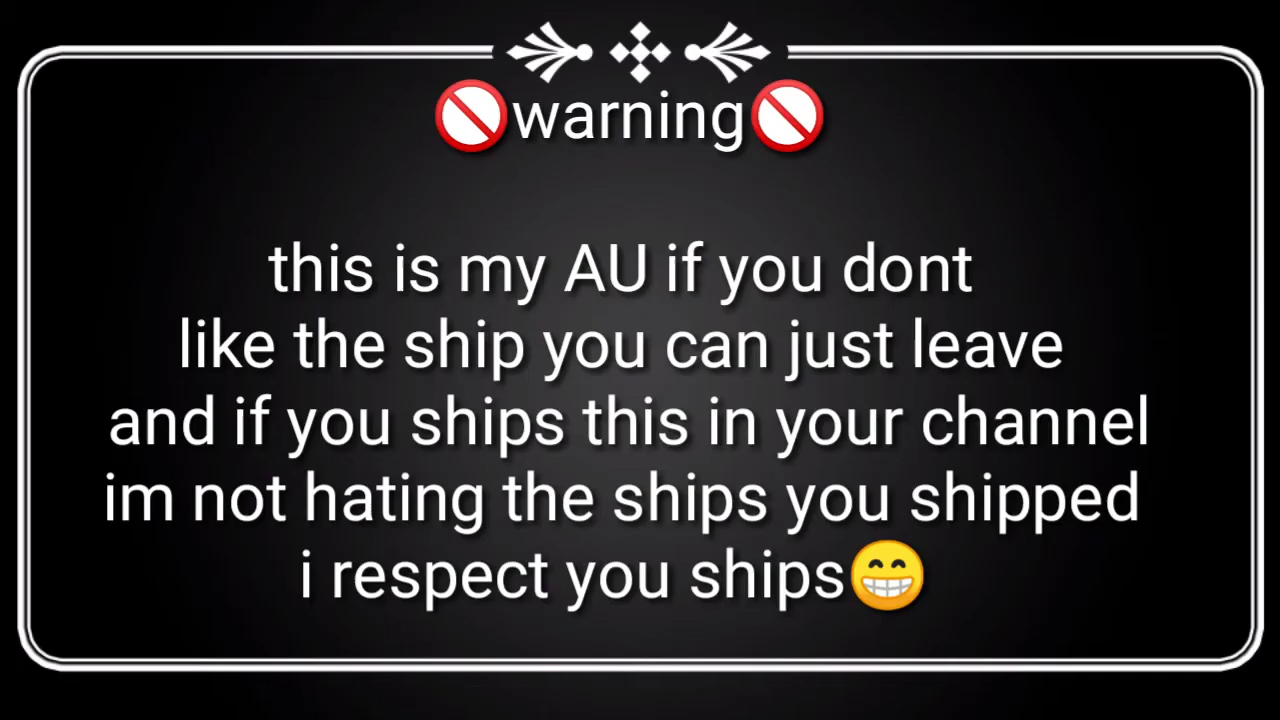 🚫warning🚫
this is my AU if you dont
like the ship you can just leave
and if you ships this in your channel
im not hating the ships you shipped
i respect you ships😁